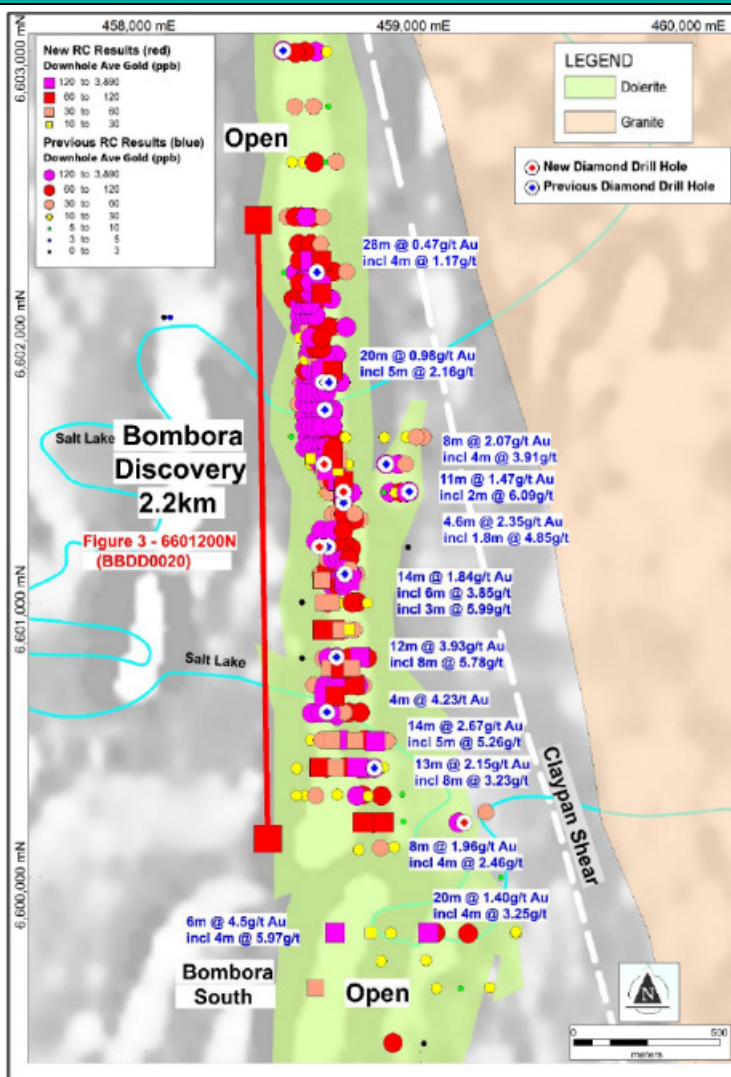 458,000 mE
459,000 mE
460,000 mE
6,603,000 mN
6,602,000 mN
6,601,000 mN
6,600,000 mN
New RC Results (red)
Downhole Ave Gold (ppb)
120 to 3,890
60 to 120
30 to 60
10 to 30
Previous RC Results (blue)
Downhole Ave Gold (ppb)
120 to 3,890
60 to 120
30 to 60
10 to 30
5 to 10
3 to 5
0 to 3
LEGEND
Dolerite
Granite
New Diamond Drill Hole
Previous Diamond Drill Hole
Open
28m @ 0.47g/t Au
incl 4m @ 1.17g/t
20m @ 0.98g/t Au
incl 5m @ 2.16g/t
Salt Lake
Bombora
Discovery
2.2km
8m @ 2.07g/t Au
incl 4m @ 3.91g/t
11m @ 1.47g/t Au
incl 2m @ 6.09g/t
4.6m @ 2.35g/t Au
incl 1.8m @ 4.85g/t
Figure 3 - 6601200N
(BBDD0020)
14m @ 1.84g/t Au
incl 6m @ 3.85g/t
incl 3m @ 5.99g/t
Salt Lake
12m @ 3.93g/t Au
incl 8m @ 5.78g/t
4m @ 4.23/t Au
14m @ 2.67g/t Au
incl 5m @ 5.26g/t
13m @ 2.15g/t Au
incl 8m @ 3.23g/t
Claypan Shear
8m @ 1.96g/t Au
incl 4m @ 2.46g/t
20m @ 1.40g/t Au
incl 4m @ 3.25g/t
6m @ 4.5g/t Au
incl 4m @ 5.97g/t
Bombora
South
Open
N
0
500
meters